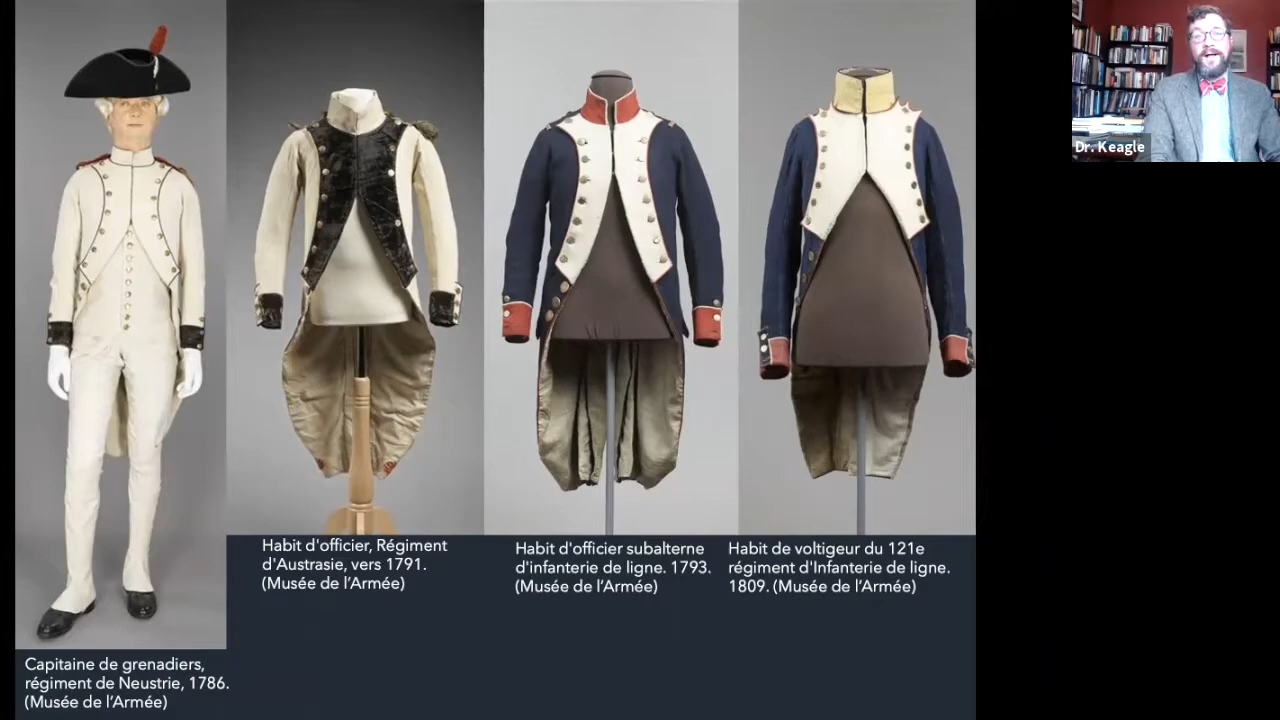 Capitaine de grenadiers,
régiment de Neustrie, 1786.
(Musée de l'Armée)
Habit d'officier, Régiment
d'Austrasie, vers 1791.
(Musée de l'Armée)
Habit d'officier subalterne
d'infanterie de ligne. 1793.
(Musée de l'Armée)
Habit de voltigeur du 121e
régiment d'Infanterie de ligne.
1809. (Musée de l'Armée)
Dr. Keagle